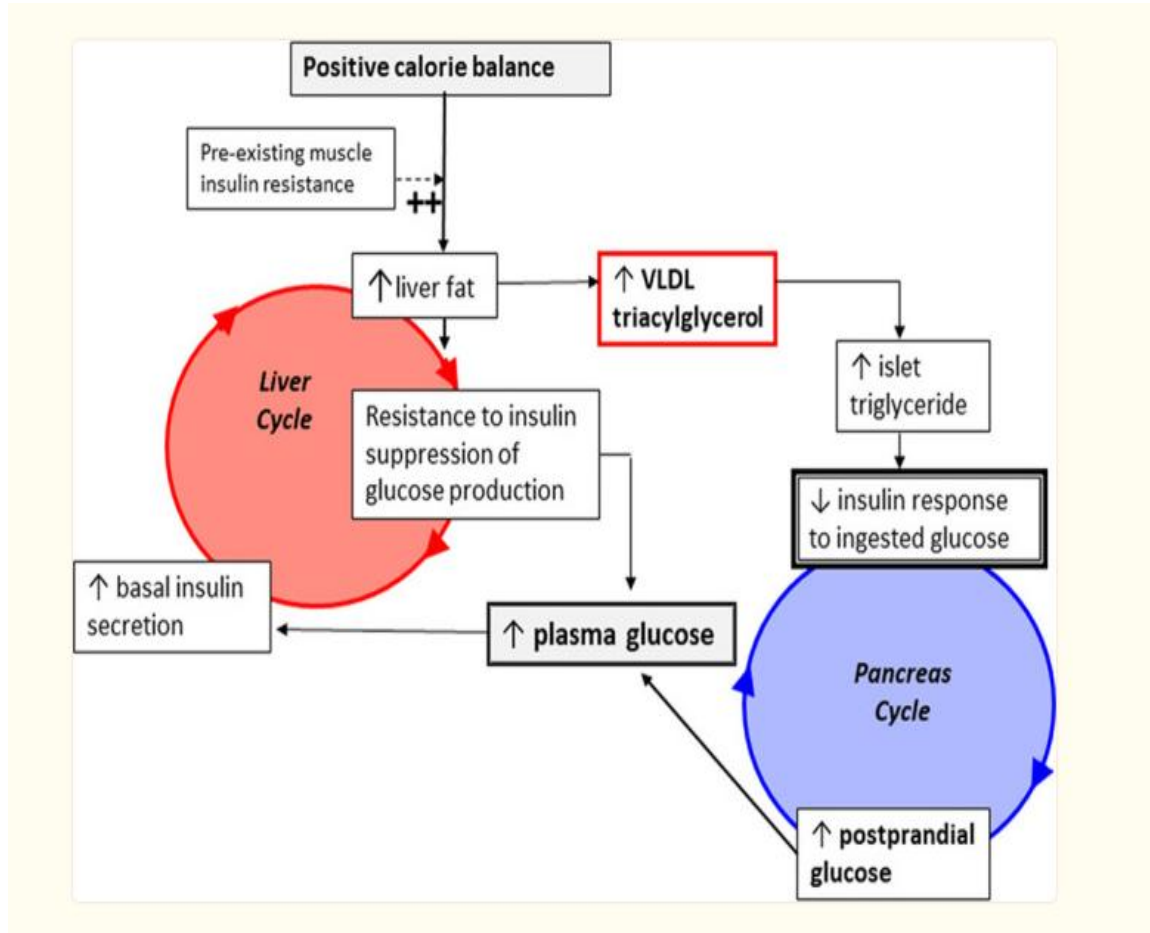 Positive calorie balance
Pre-existing muscle
insulin resistance
++
↑liver fat
↑ VLDL
triacylglycerol
↑ islet
triglyceride
Liver
Cycle
Resistance to insulin
suppression of
glucose production
↓ insulin response
to ingested glucose
↑ basal insulin
secretion
↑ plasma glucose
Pancreas
Cycle
↑ postprandial
glucose